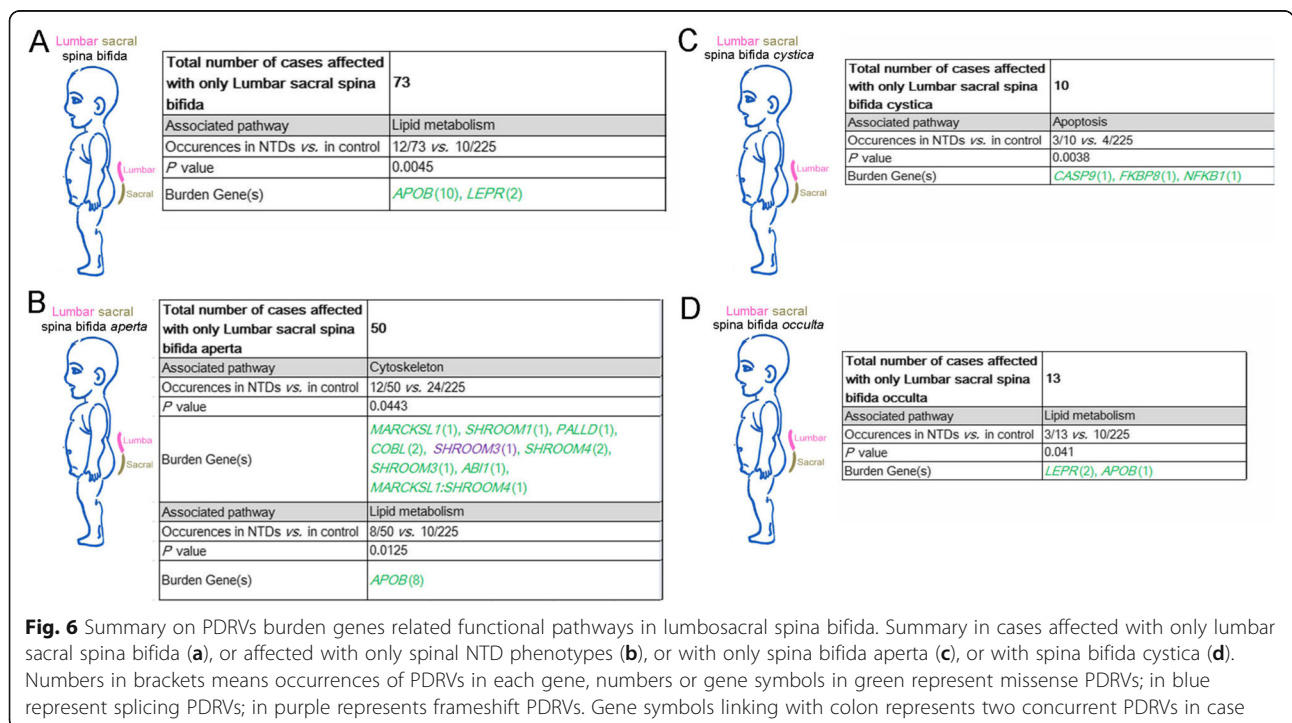 A
Lumbar sacral
spina bifida
Lumbar
Sacral
Total number of cases affected
with only Lumbar sacral spina
bifida
73
Associated pathway
Lipid metabolism
Occurences in NTDs vs. in control
12/73 vs. 10/225
P value
0.0045
Burden Gene(s)
APOB(10), LEPR(2)
C
Lumbar sacral
spina bifida cystica
Lumbar
Sacral
Total number of cases affected
with only Lumbar sacral spina
bifida cystica
10
Associated pathway
Apoptosis
Occurences in NTDs vs. in control
3/10 vs. 4/225
P value
0.0038
Burden Gene(s)
CASP9(1), FKBP8(1), NFKB1(1)
B
Lumbar sacral
spina bifida aperta
Lumba
Sacral
Total number of cases affected
with only Lumbar sacral spina
bifida aperta
50
Associated pathway
Cytoskeleton
Occurences in NTDs vs. in control
12/50 vs. 24/225
P value
0.0443
Burden Gene(s)
MARCKSL1(1), SHROOM1(1), PALLD(1),
COBL(2), SHROOM3(1), SHROOM4(2),
SHROOM3(1), ABI1(1),
MARCKSL1:SHROOM4(1)
Associated pathway
Lipid metabolism
Occurences in NTDs vs. in control
8/50 vs. 10/225
P value
0.0125
Burden Gene(s)
APOB(8)
D
Lumbar sacral
spina bifida occulta
Lumbar
Sacral
Total number of cases affected
with only Lumbar sacral spina
bifida occulta
13
Associated pathway
Lipid metabolism
Occurences in NTDs vs. in control
3/13 vs. 10/225
P value
0.041
Burden Gene(s)
LEPR(2), APOB(1)
Fig. 6 Summary on PDRVs burden genes related functional pathways in lumbosacral spina bifida. Summary in cases affected with only lumbar
sacral spina bifida (a), or affected with only spinal NTD phenotypes (b), or with only spina bifida aperta (c), or with spina bifida cystica (d).
Numbers in brackets means occurrences of PDRVs in each gene, numbers or gene symbols in green represent missense PDRVs; in blue
represent splicing PDRVs; in purple represents frameshift PDRVs. Gene symbols linking with colon represents two concurrent PDRVs in case